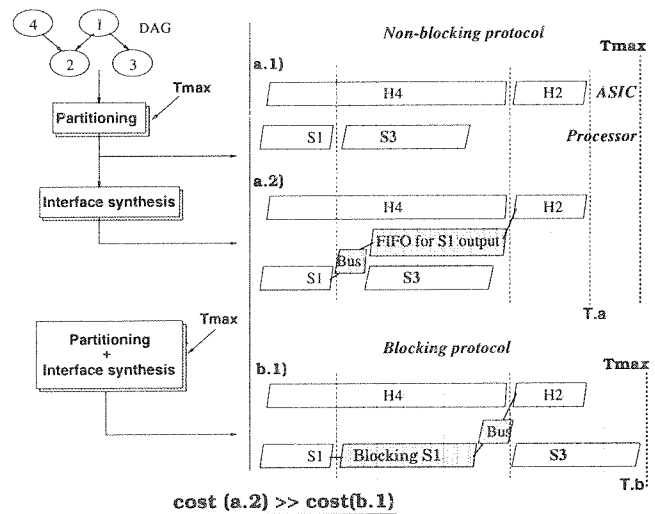 4
1
DAG
2
3
Tmax
Partitioning
Interface synthesis
Tmax
Partitioning
+
Interface synthesis
Non-blocking protocol
Tmax
a.1)
H4
H2
ASIC
S1
S3
Processor
a.2)
H4
H2
FIFO for S1 output
Bus
S1
S3
T.a
Blocking protocol
Tmax
b.1)
H4
H2
Bus
S1
Blocking S1
S3
T.b
cost (a.2) >> cost(b.1)